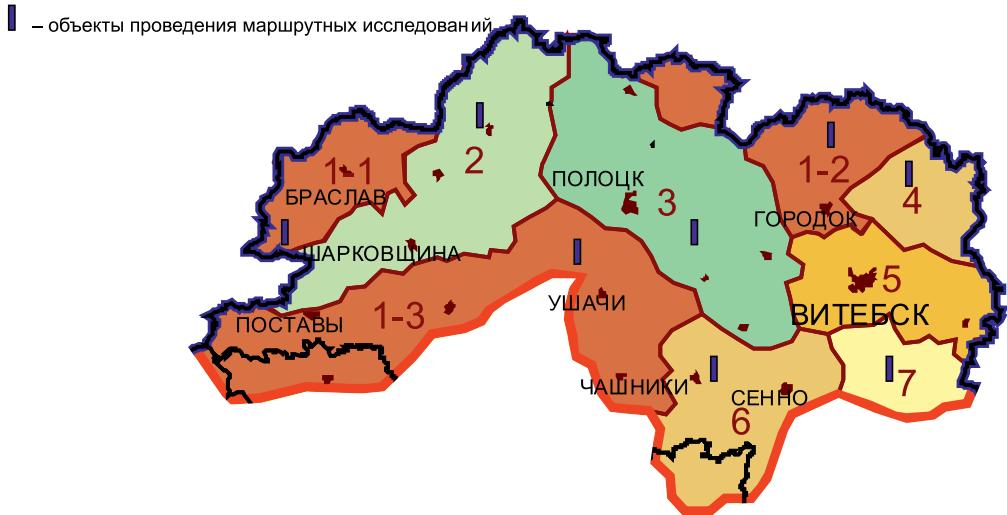 – объекты проведения маршрутных исследований
1-1
2
БРАСЛАВ
ПОЛОЦК
3
1-2
4
ГОРОДОК
ШАРКОВЩИНА
5
УШАЧИ
ВИТЕБСК
1-3
ПОСТАВЫ
ЧАШНИКИ
СЕННО
7
6